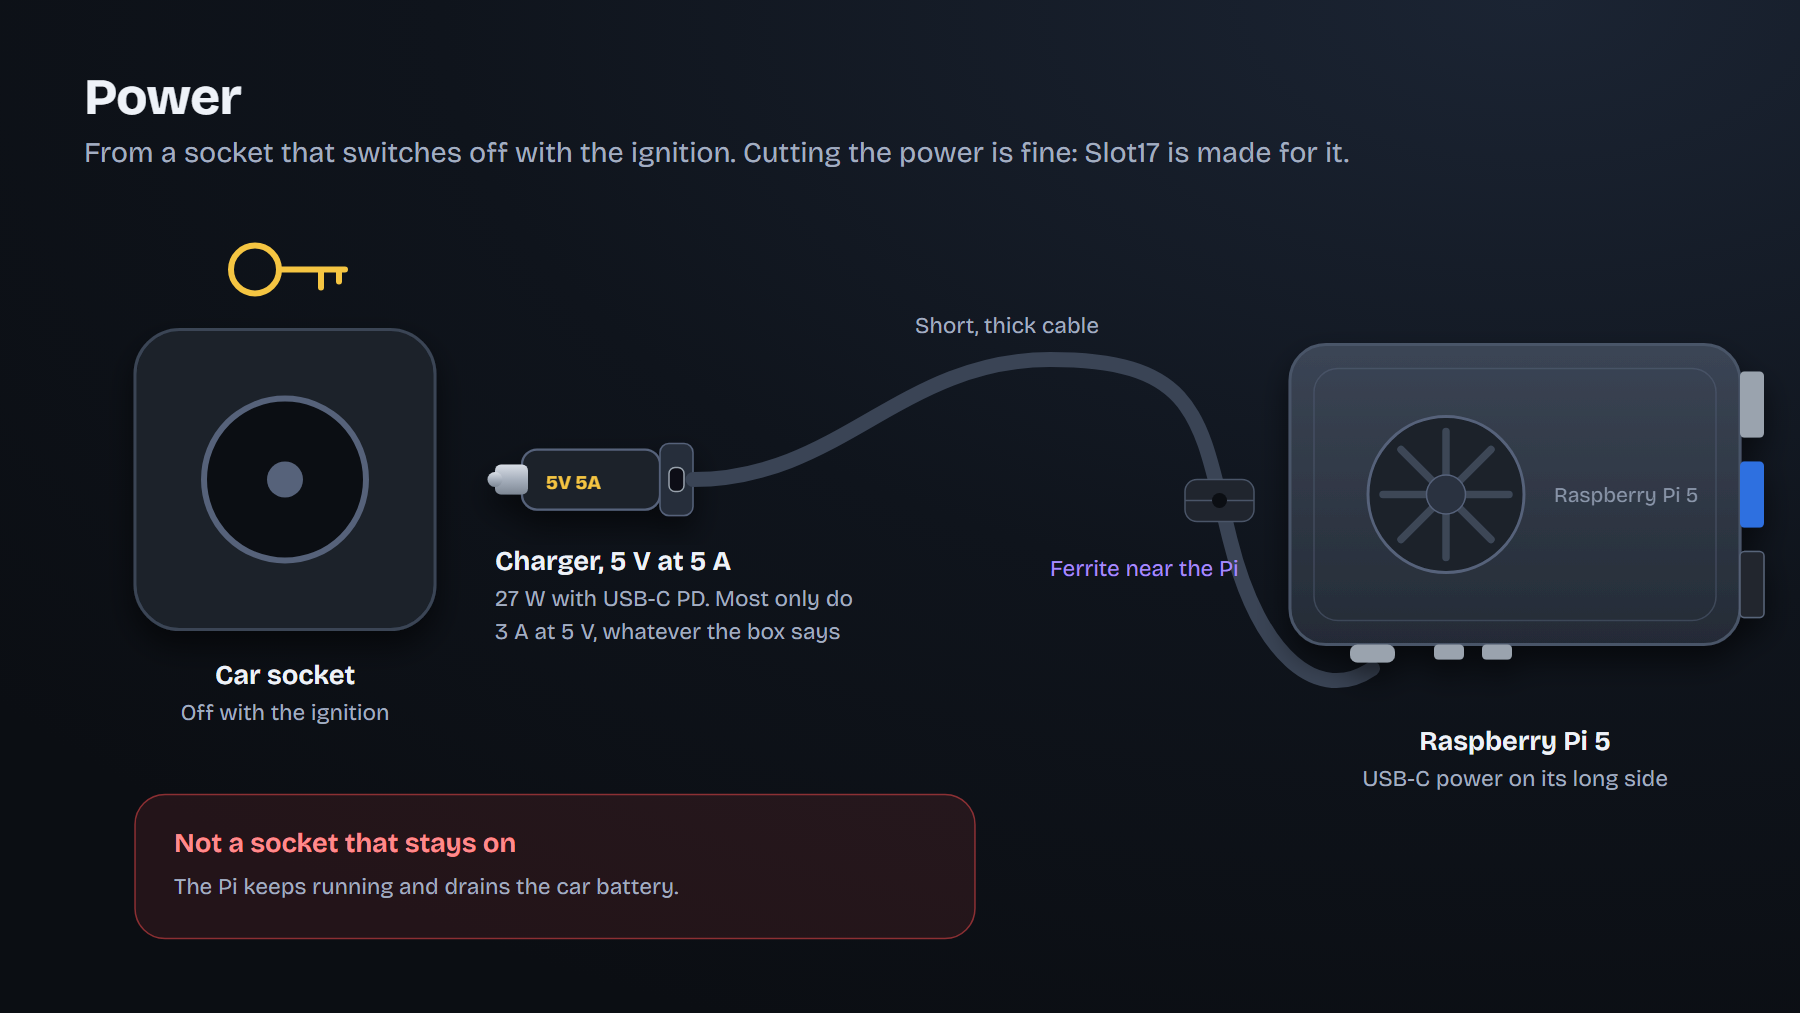 Power
From a socket that switches off with the ignition. Cutting the power is fine: Slot17 is made for it.
Short, thick cable
5V 5A
Raspberry Pi 5
Charger, 5 V at 5 A
27 W with USB-C PD. Most only do
3 A at 5 V, whatever the box says
Ferrite near the Pi
Car socket
Off with the ignition
Raspberry Pi 5
USB-C power on its long side
Not a socket that stays on
The Pi keeps running and drains the car battery.